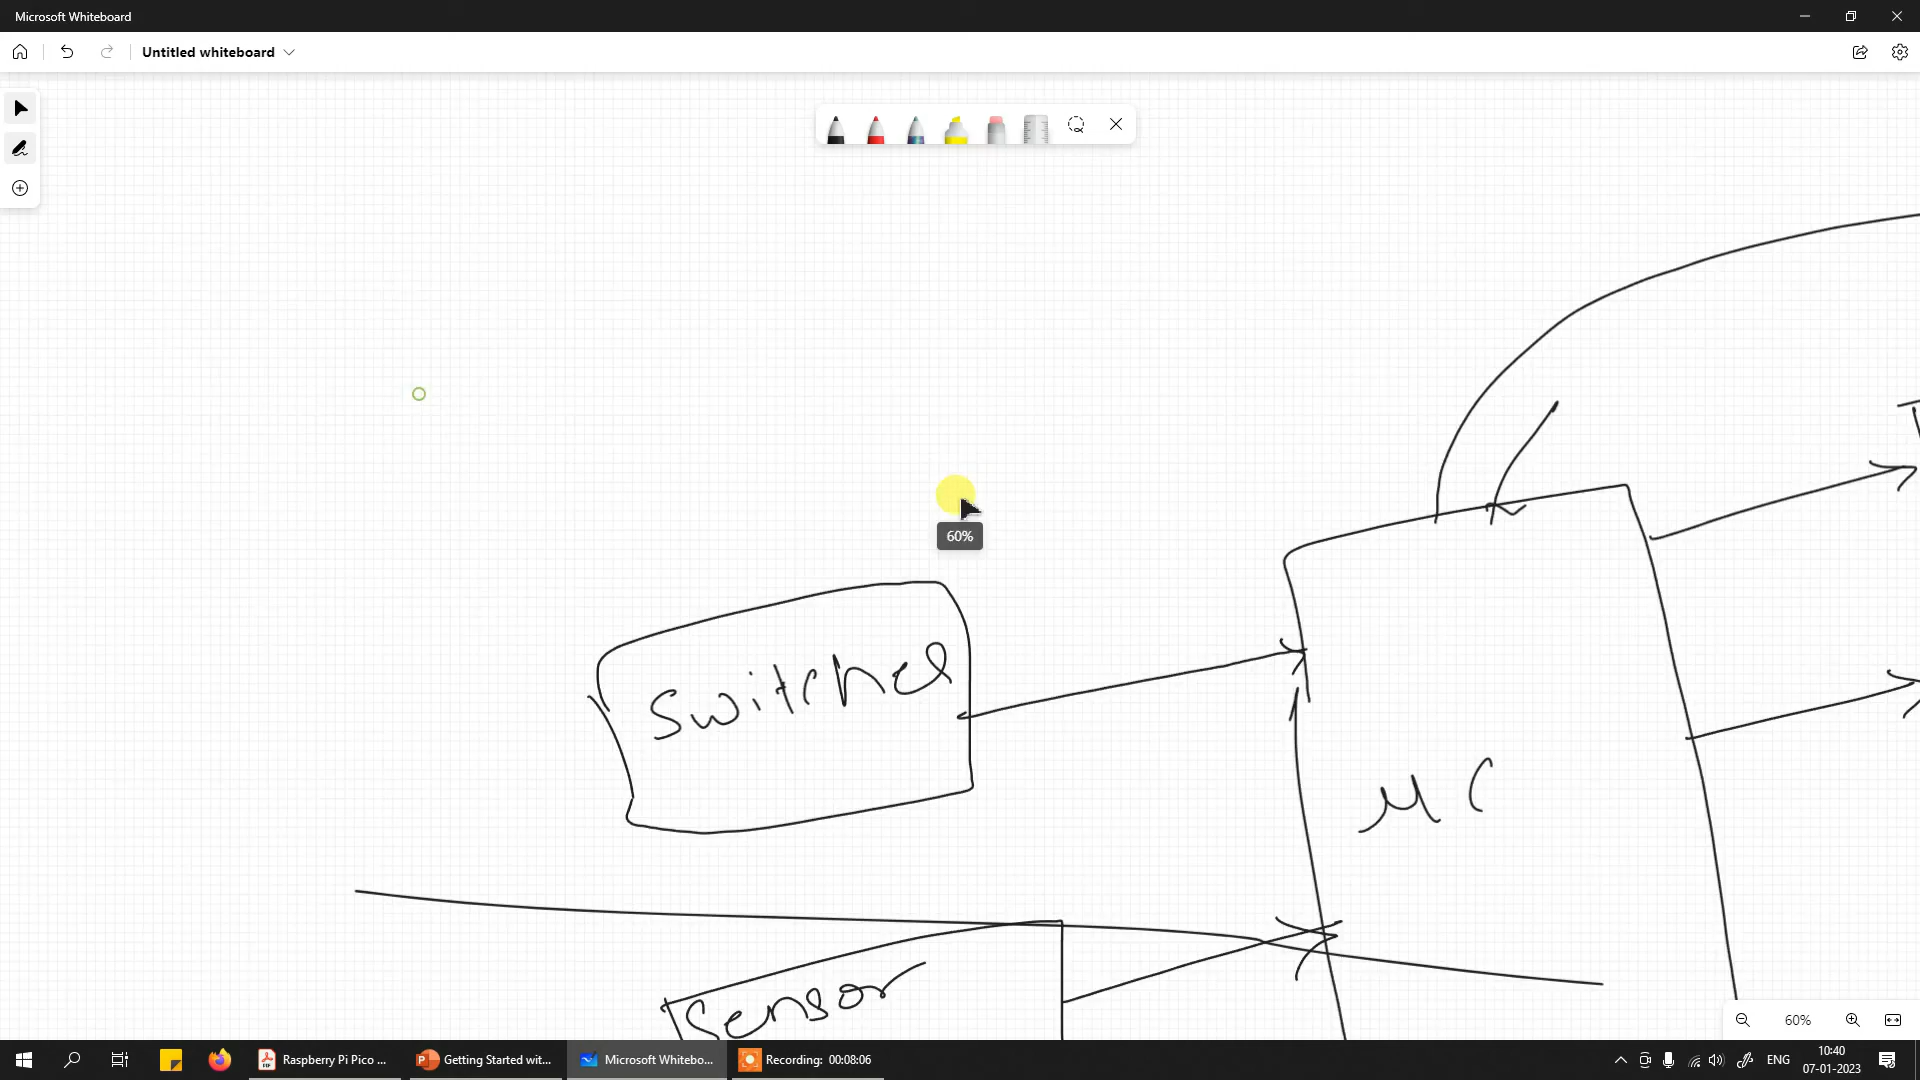 Microsoft Whiteboard
Untitled whiteboard
60%
Switches
μC
Sensor
60%
Raspberry Pi Pico ...
Getting Started wit...
Microsoft Whitebo...
Recording: 00:08:06
ENG
10:40
07-01-2023